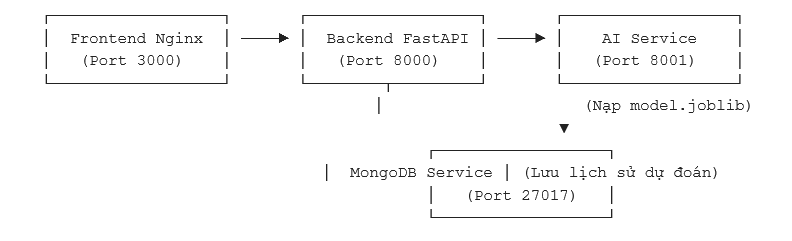 Frontend Nginx Backend FastAPI AI Service
(Port 3000) (Port 8000) (Port 8001)
(Nạp model.joblib)
MongoDB Service (Lưu lịch sử dự đoán)
(Port 27017)